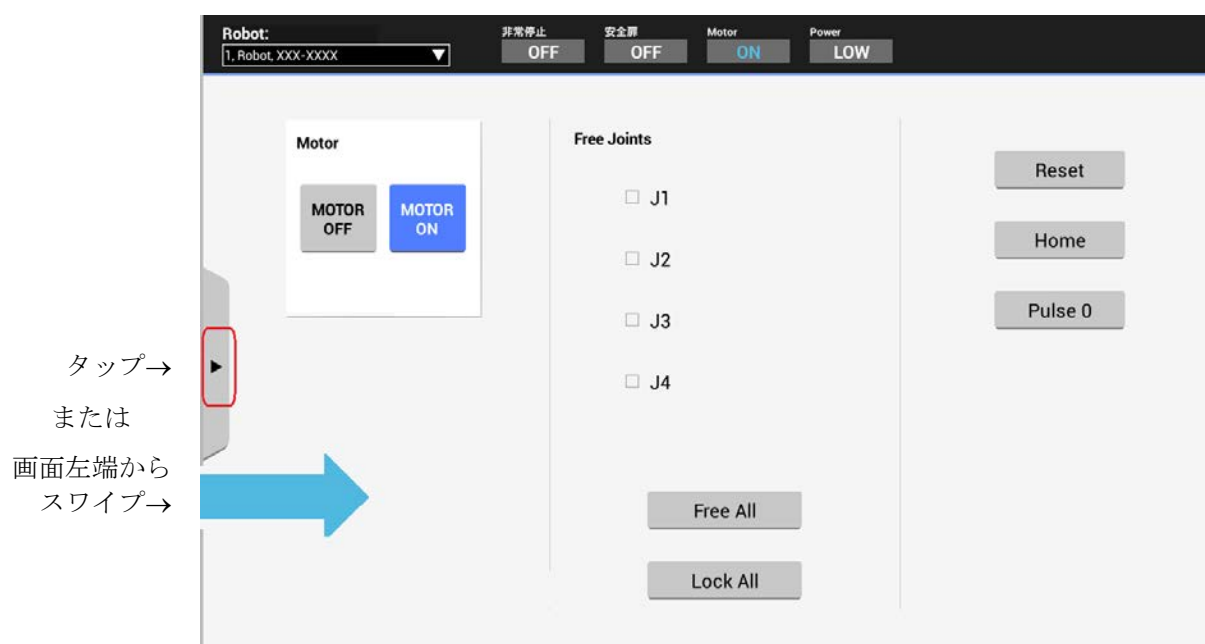 Robot:
1, Robot, XXX-XXXX
非常停止
OFF
安全扉
OFF
Motor
ON
Power
LOW
Motor
MOTOR
OFF
MOTOR
ON
Free Joints
J1
J2
J3
J4
Free All
Lock All
Reset
Home
Pulse 0
タップ→
または
画面左端から
スワイプ→